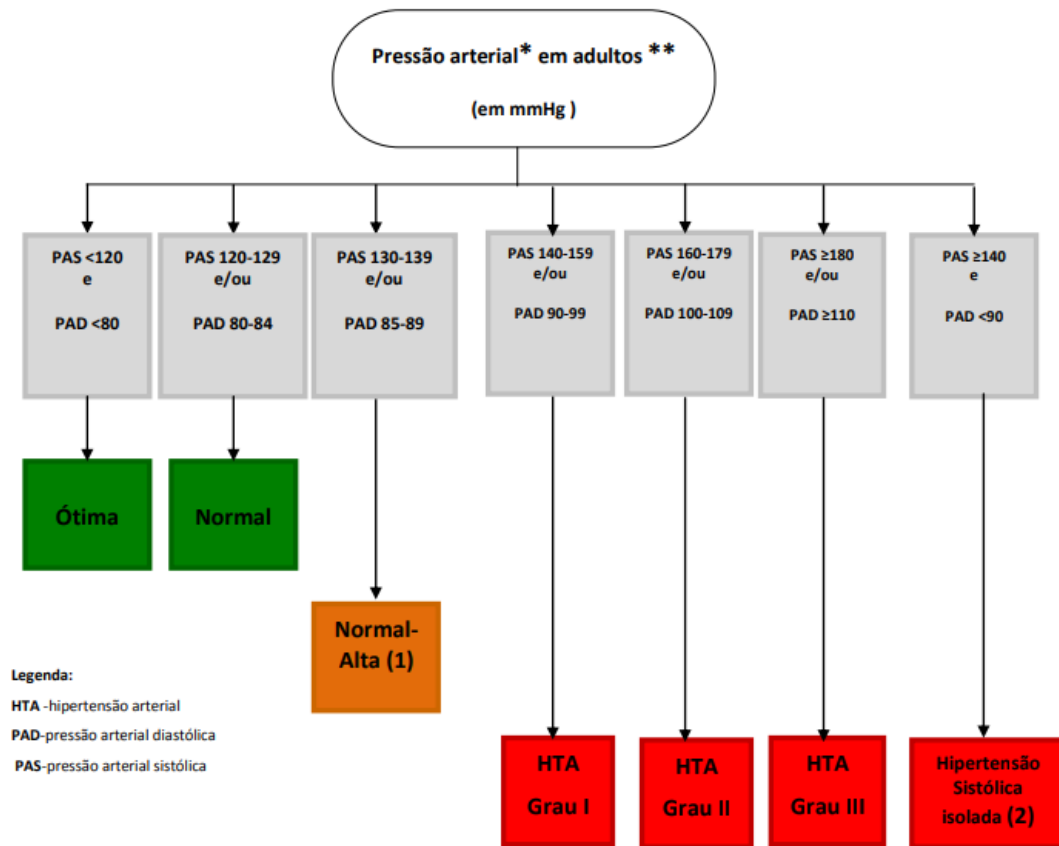 Pressão arterial* em adultos **
(em mmHg )
PAS <120
e
PAD <80
PAS 120-129
e/ou
PAD 80-84
PAS 130-139
e/ou
PAD 85-89
PAS 140-159
e/ou
PAD 90-99
PAS 160-179
e/ou
PAD 100-109
PAS ≥180
e/ou
PAD ≥110
PAS ≥140
e
PAD <90
Ótima
Normal
Normal-
Alta (1)
Legenda:
HTA -hipertensão arterial
PAD-pressão arterial diastólica
PAS-pressão arterial sistólica
HTA
Grau I
HTA
Grau II
HTA
Grau III
Hipertensão
Sistólica
isolada (2)